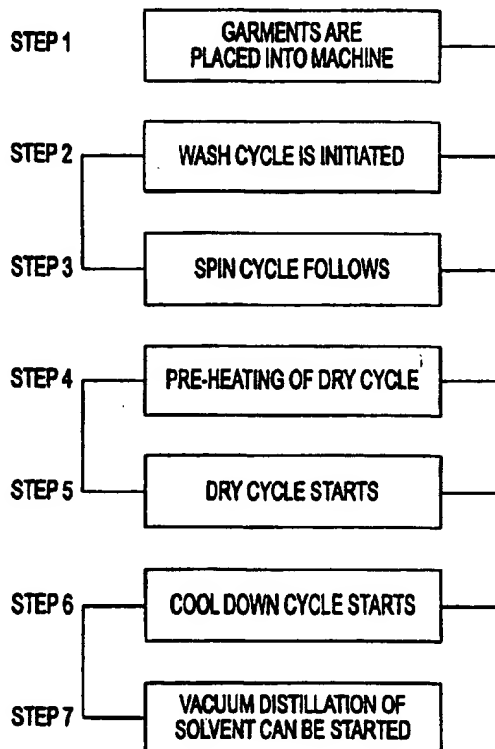 STEP 1
GARMENTS ARE
PLACED INTO MACHINE
STEP 2
WASH CYCLE IS INITIATED
STEP 3
SPIN CYCLE FOLLOWS
STEP 4
PRE-HEATING OF DRY CYCLE
STEP 5
DRY CYCLE STARTS
STEP 6
COOL DOWN CYCLE STARTS
STEP 7
VACUUM DISTILLATION OF
SOLVENT CAN BE STARTED